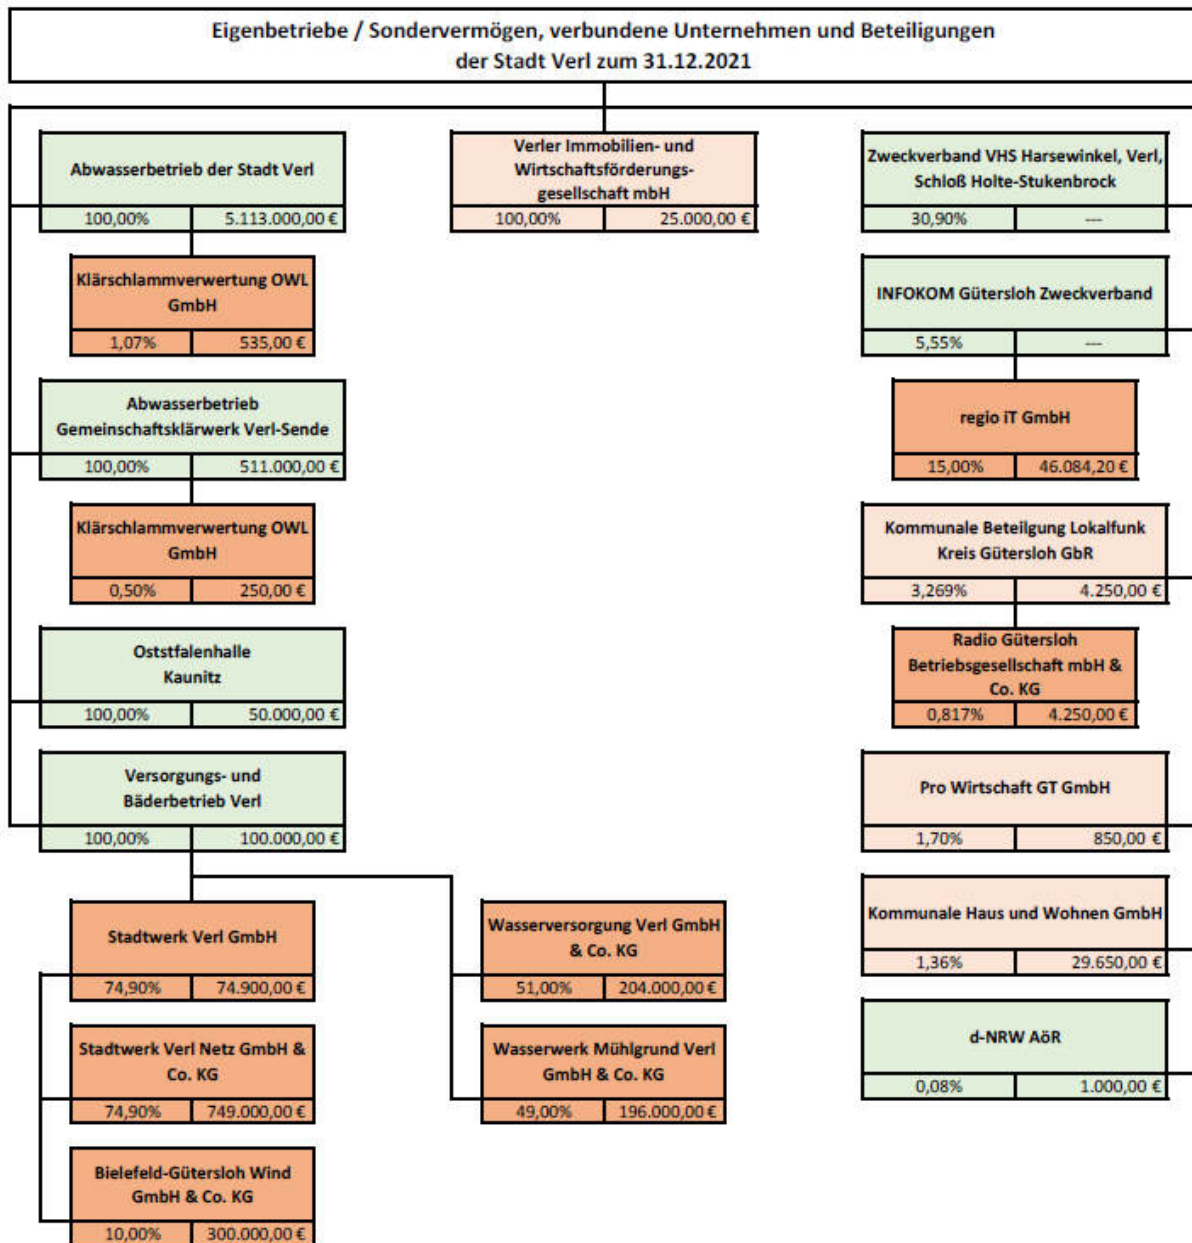 Eigenbetriebe / Sondervermögen, verbundene Unternehmen und Beteiligungen
der Stadt Verl zum 31.12.2021
Abwasserbetrieb der Stadt Verl
100,00% 5.113.000,00 €
Klärschlammverwertung OWL
GmbH
1,07% 535,00 €
Abwasserbetrieb
Gemeinschaftsklärwerk Verl-Sende
100,00% 511.000,00 €
Klärschlammverwertung OWL
GmbH
0,50% 250,00 €
Oststfalenhalle
Kaunitz
100,00% 50.000,00 €
Versorgungs- und
Bäderbetrieb Verl
100,00% 100.000,00 €
Stadtwerk Verl GmbH
74,90% 74.900,00 €
Stadtwerk Verl Netz GmbH &
Co. KG
74,90% 749.000,00 €
Bielefeld-Gütersloh Wind
GmbH & Co. KG
10,00% 300.000,00 €
Verler Immobilien- und
Wirtschaftsförderungs-
gesellschaft mbH
100,00% 25.000,00 €
Wasserversorgung Verl GmbH
& Co. KG
51,00% 204.000,00 €
Wasserwerk Mühlgrund Verl
GmbH & Co. KG
49,00% 196.000,00 €
Zweckverband VHS Harsewinkel, Verl,
Schloß Holte-Stukenbrock
30,90% ---
INFOKOM Gütersloh Zweckverband
5,55% ---
regio iT GmbH
15,00% 46.084,20 €
Kommunale Beteilgung Lokalfunk
Kreis Gütersloh GbR
3,269% 4.250,00 €
Radio Gütersloh
Betriebsgesellschaft mbH &
Co. KG
0,817% 4.250,00 €
Pro Wirtschaft GT GmbH
1,70% 850,00 €
Kommunale Haus und Wohnen GmbH
1,36% 29.650,00 €
d-NRW AöR
0,08% 1.000,00 €